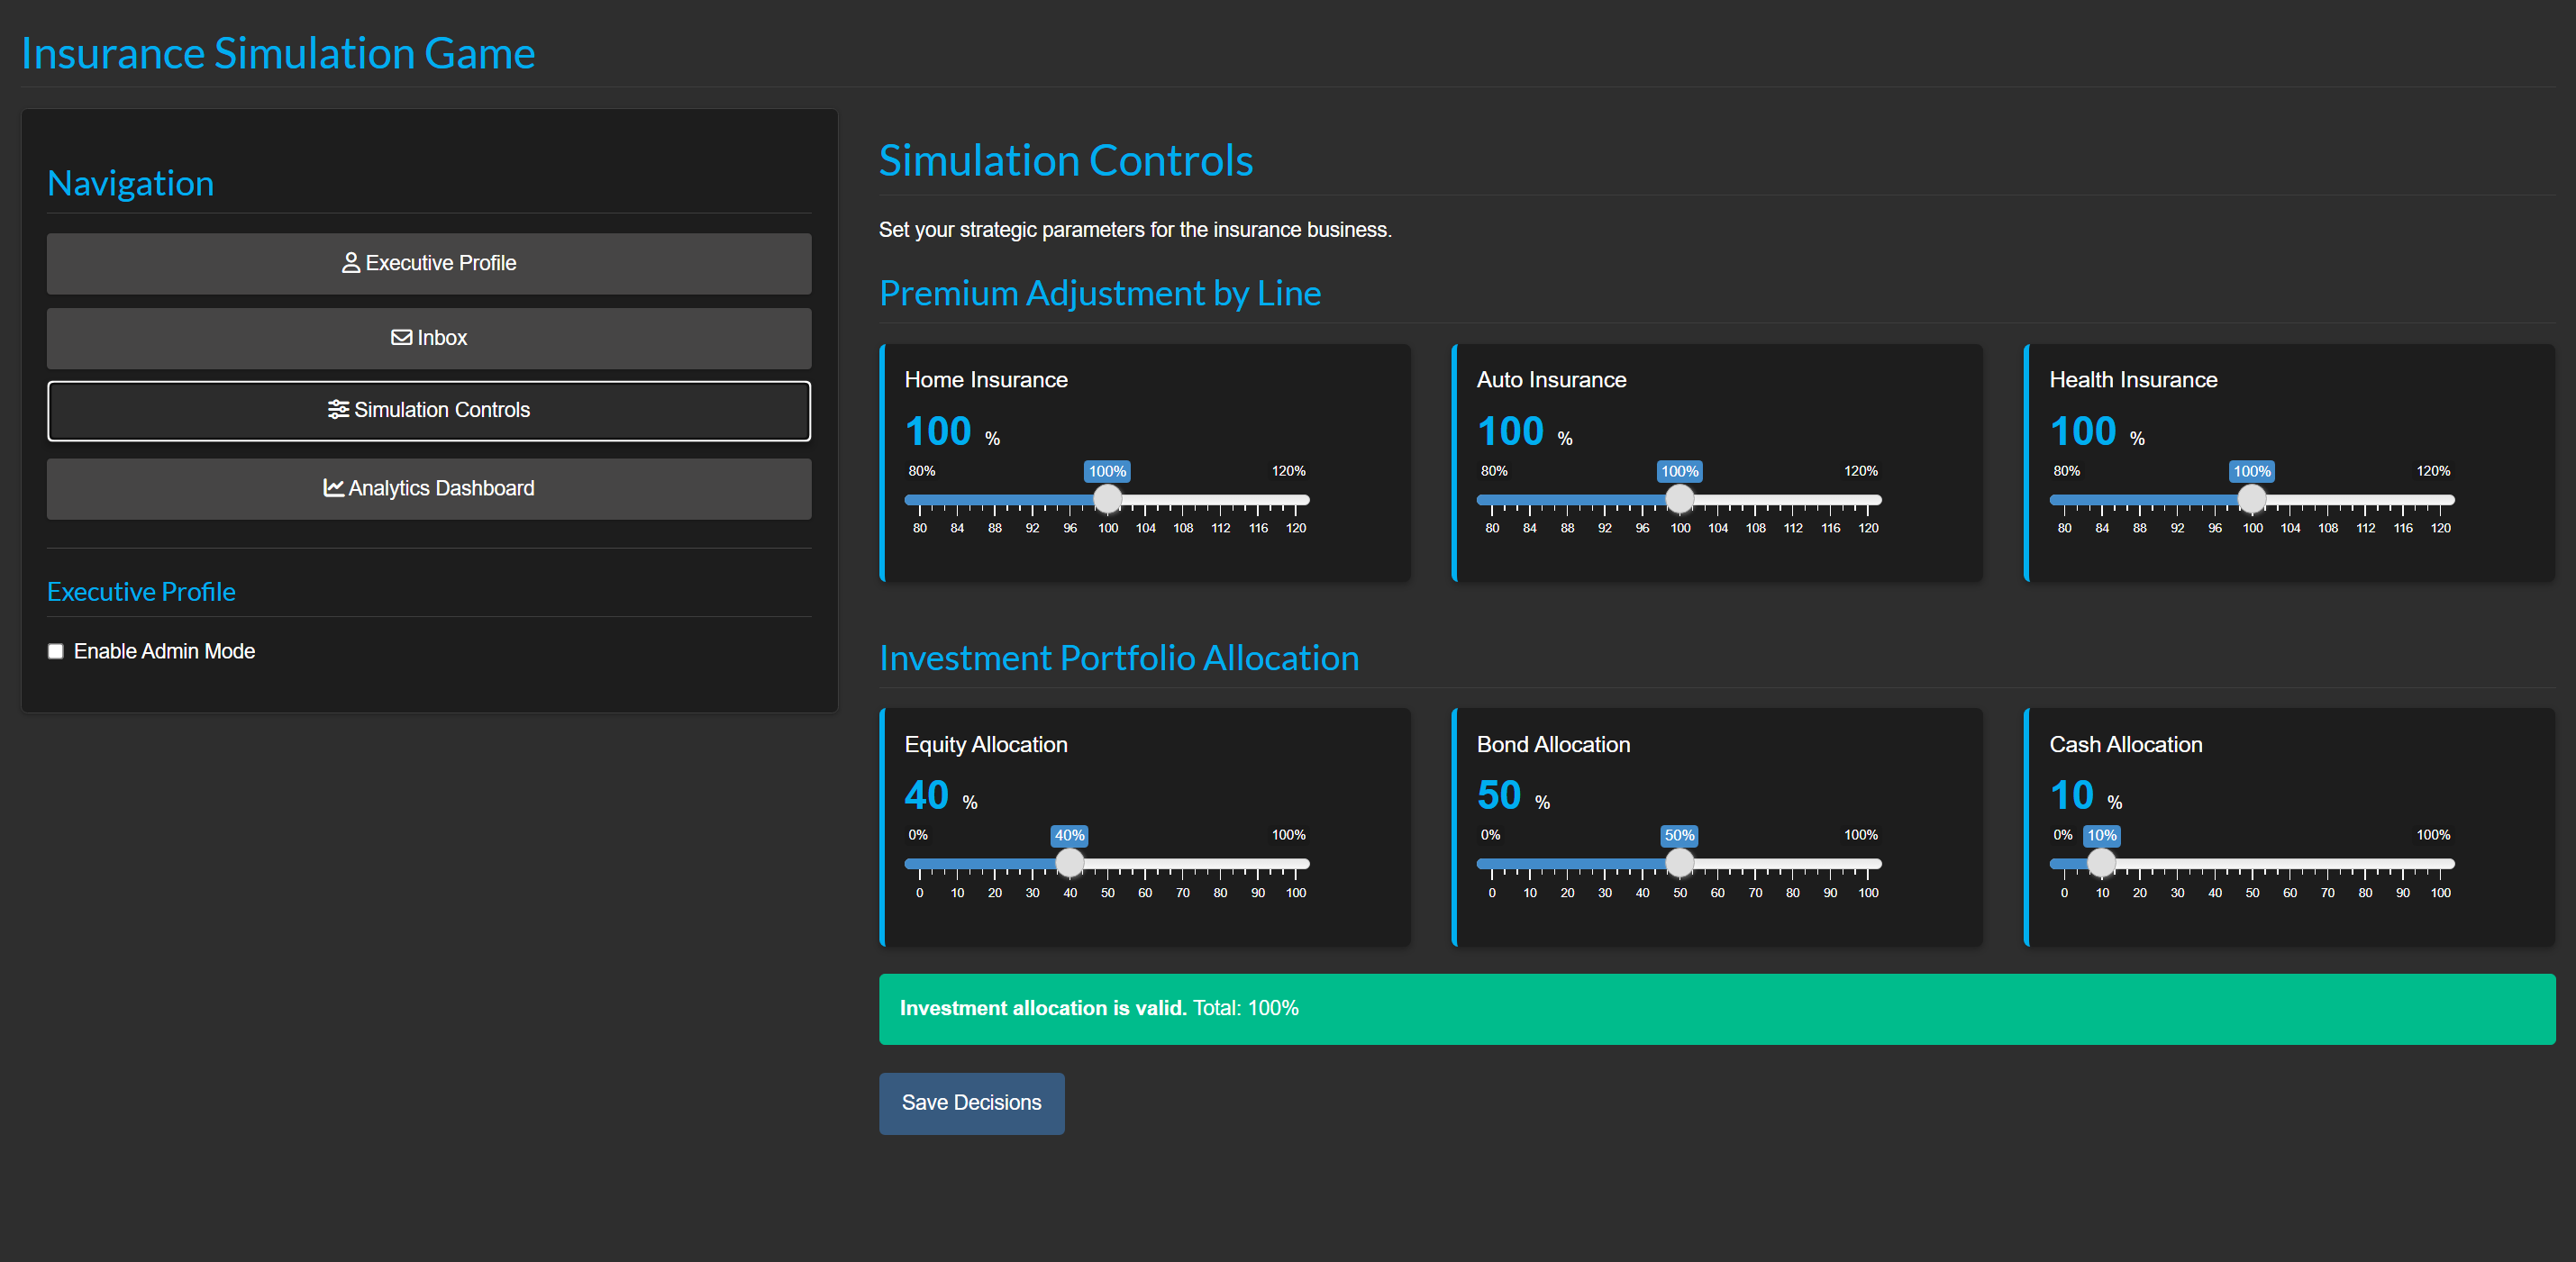 Insurance Simulation Game
Navigation
Executive Profile
Inbox
Simulation Controls
Analytics Dashboard
Executive Profile
Enable Admin Mode
Simulation Controls
Set your strategic parameters for the insurance business.
Premium Adjustment by Line
Home Insurance
100 %
80% 100% 120%
80 84 88 92 96 100 104 108 112 116 120
Auto Insurance
100 %
80% 100% 120%
80 84 88 92 96 100 104 108 112 116 120
Health Insurance
100 %
80% 100% 120%
80 84 88 92 96 100 104 108 112 116 120
Investment Portfolio Allocation
Equity Allocation
40 %
0% 40% 100%
0 10 20 30 40 50 60 70 80 90 100
Bond Allocation
50 %
0% 50% 100%
0 10 20 30 40 50 60 70 80 90 100
Cash Allocation
10 %
0% 10% 100%
0 10 20 30 40 50 60 70 80 90 100
Investment allocation is valid. Total: 100%
Save Decisions